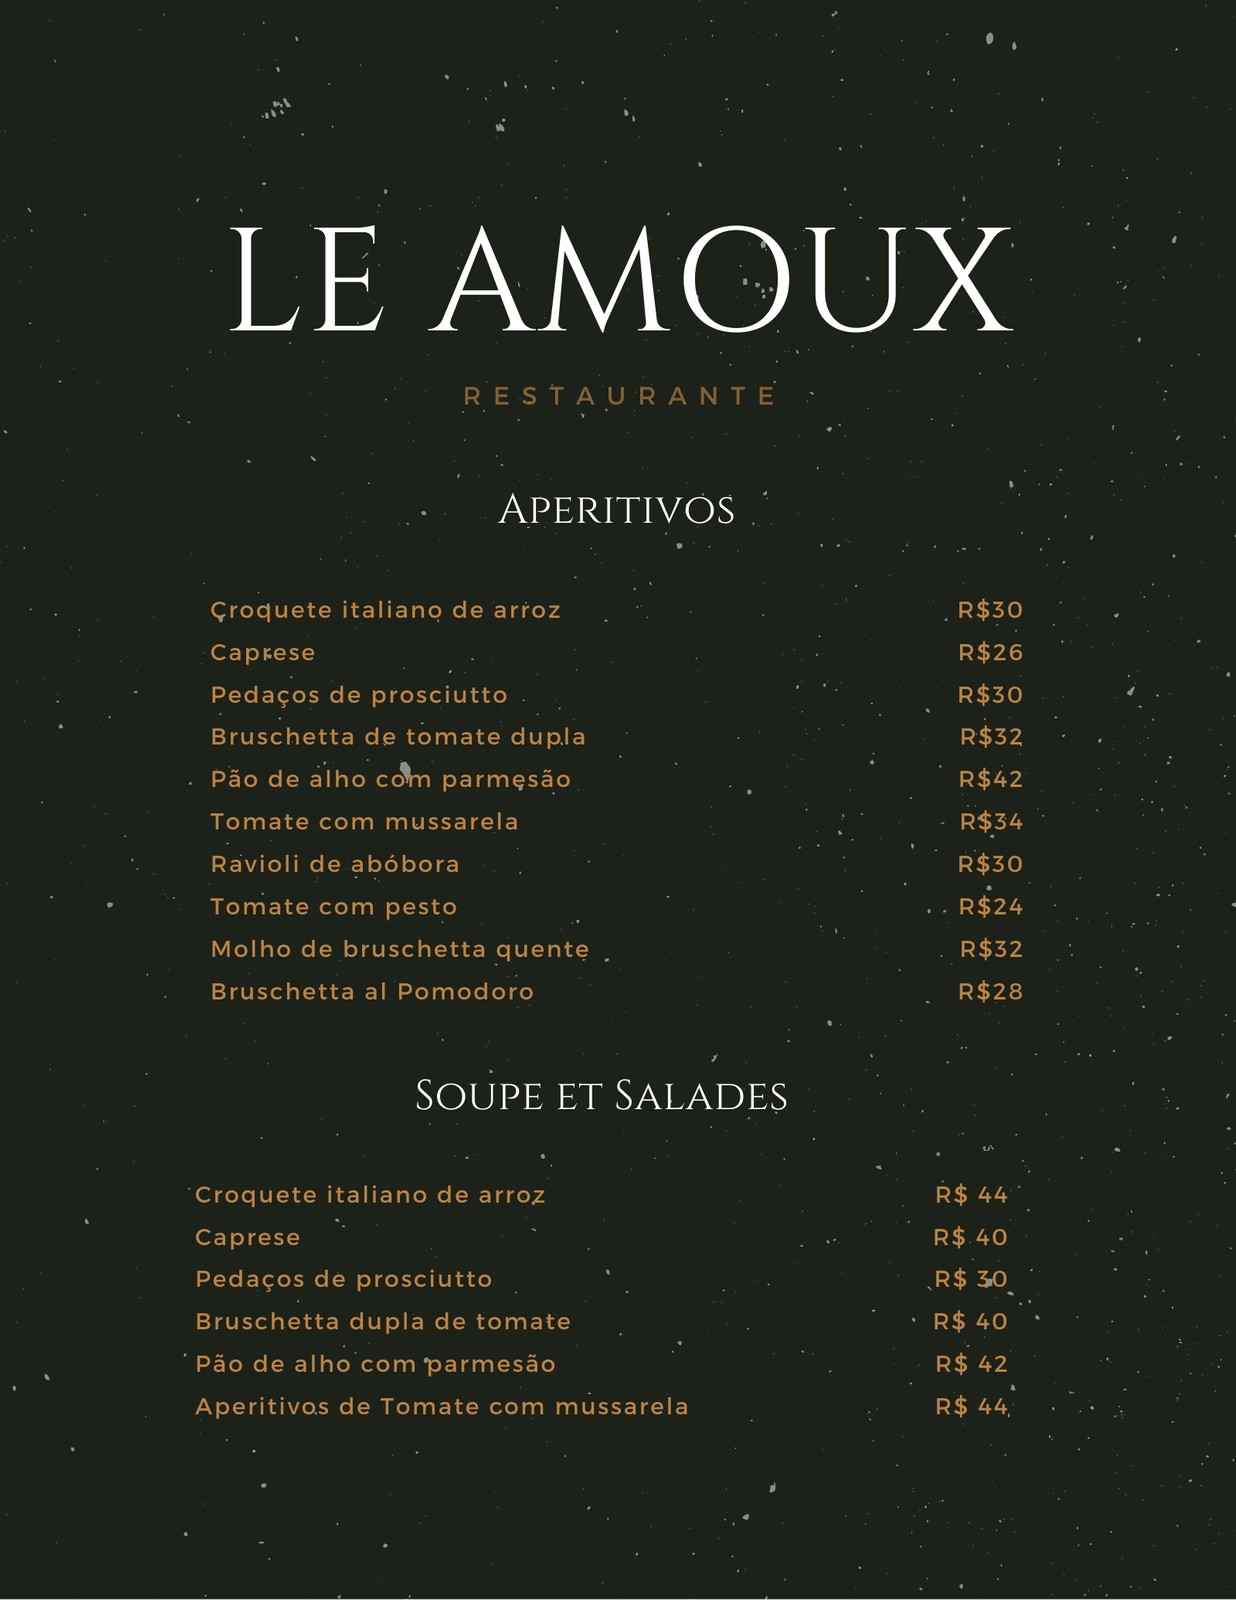 LE AMOUX
RESTAURANTE
APERITIVOS
Croquete italiano de arroz R$30
Caprese R$26
Pedaços de prosciutto R$30
Bruschetta de tomate dupla R$32
Pão de alho com parmesão R$42
Tomate com mussarela R$34
Ravioli de abóbora R$30
Tomate com pesto R$24
Molho de bruschetta quente R$32
Bruschetta al Pomodoro R$28
SOUPE ET SALADES
Croquete italiano de arroz R$ 44
Caprese R$ 40
Pedaços de prosciutto R$ 30
Bruschetta dupla de tomate R$ 40
Pão de alho com parmesão R$ 42
Aperitivos de Tomate com mussarela R$ 44